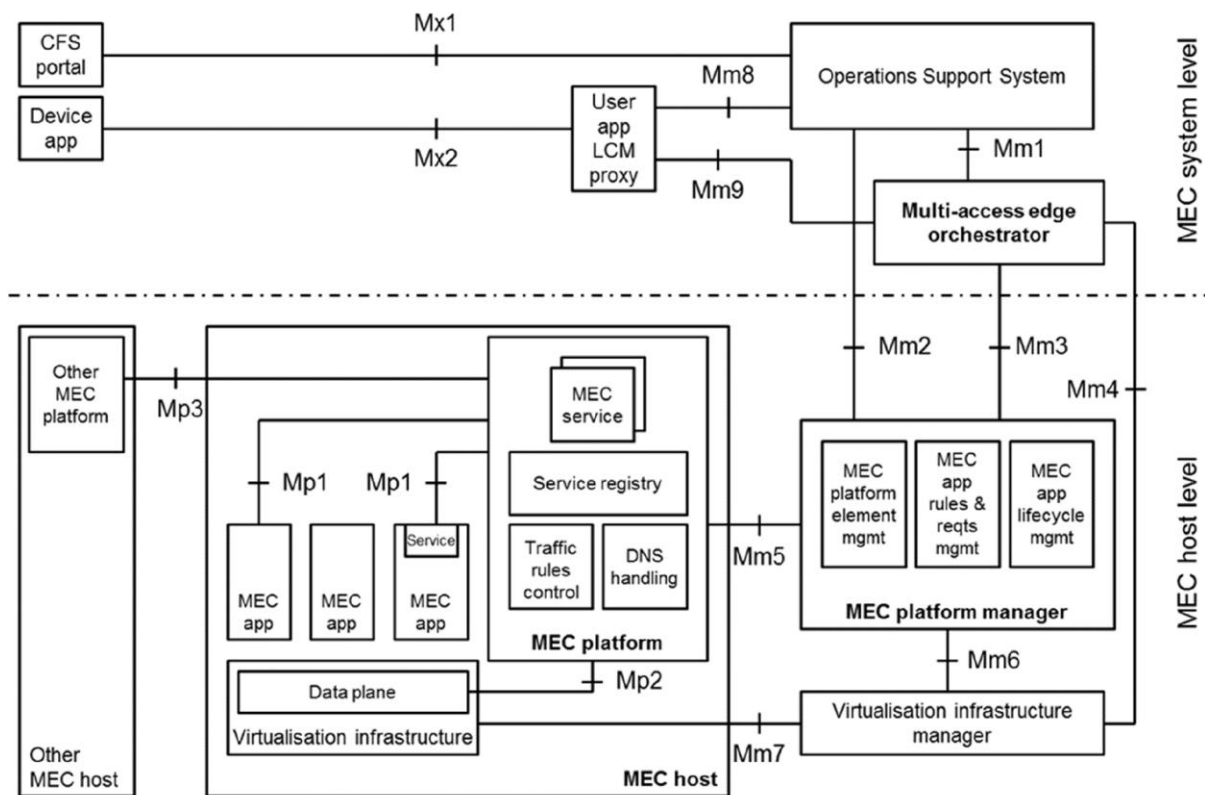 Mx1
CFS
portal
Operations Support System
Mm8
Device
app
User
app
LCM
proxy
Mx2
Mm1
Mm9
Multi-access edge
orchestrator
MEC system level
Other
MEC
platform
Mp3
MEC
service
Mm2
Mm3
Mm4
Mp1
Mp1
Service registry
MEC
platform
element
mgmt
MEC
app
rules &
reqts
mgmt
MEC
app
lifecycle
mgmt
Service
MEC
app
MEC
app
MEC
app
Traffic
rules
control
DNS
handling
Mm5
MEC platform
MEC platform manager
MEC host level
Mp2
Mm6
Data plane
Virtualisation infrastructure
Mm7
Virtualisation infrastructure
manager
Other
MEC host
MEC host